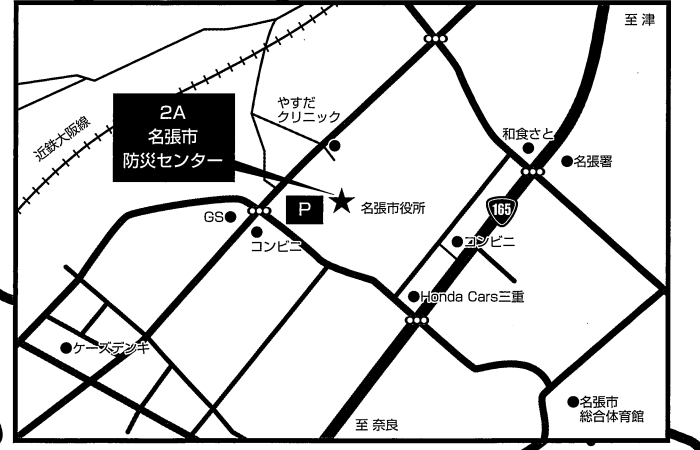 至 津
近鉄大阪線
2A
名張市
防災センター
やすだ
クリニック
和食さと
名張署
P
名張市役所
165
GS
コンビニ
コンビニ
Honda Cars三重
ケーズデンキ
名張市
総合体育館
至 奈良